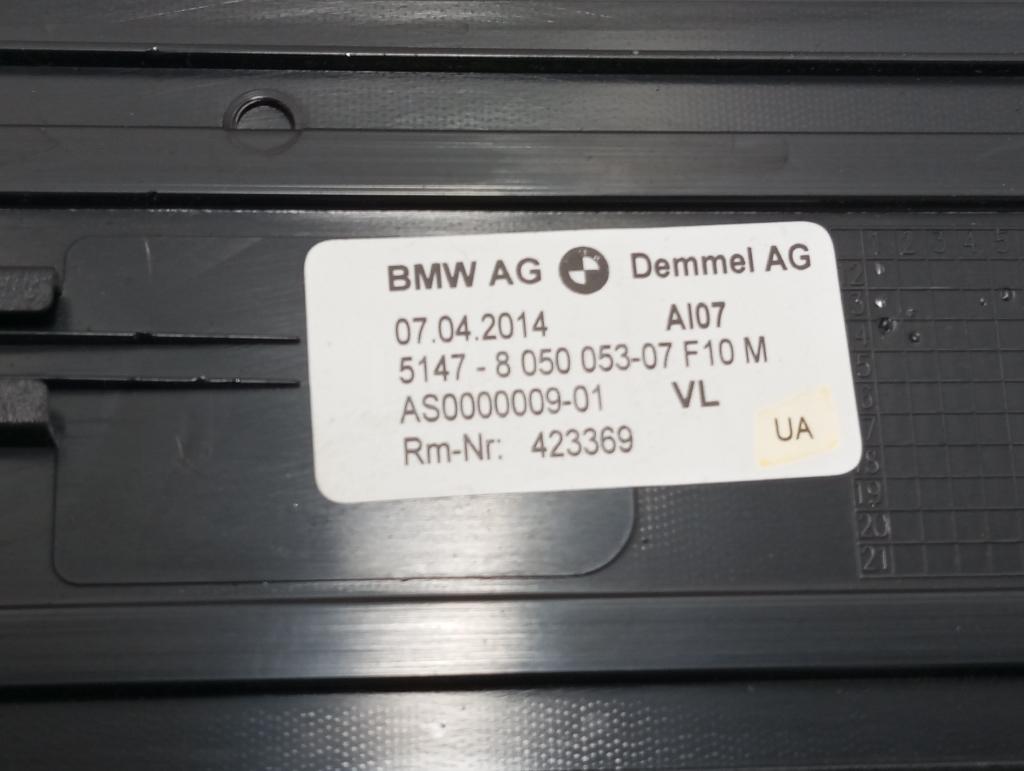 BMW AG Demmel AG
07.04.2014 AI07
5147 - 8 050 053-07 F10 M
AS0000009-01 VL
Rm-Nr: 423369 UA
1 2 3 4 5
2
3
4
5
6
7
18
19
20
21